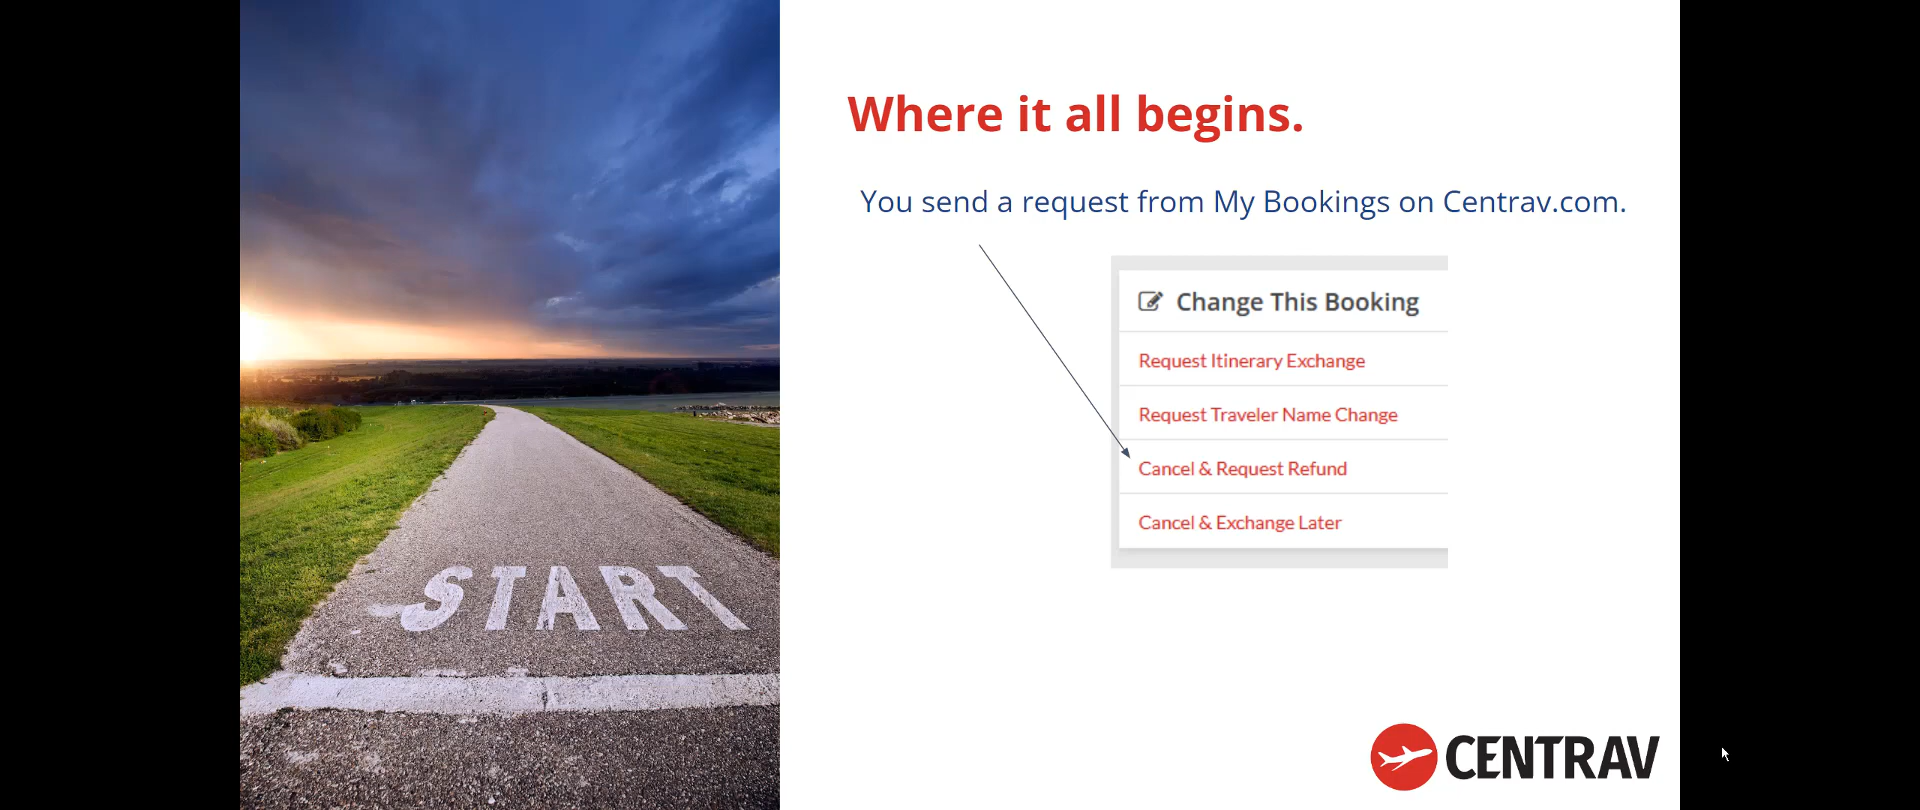 Where it all begins.
You send a request from My Bookings on Centrav.com.
Change This Booking
Request Itinerary Exchange
Request Traveler Name Change
Cancel & Request Refund
Cancel & Exchange Later
START
CENTRAV